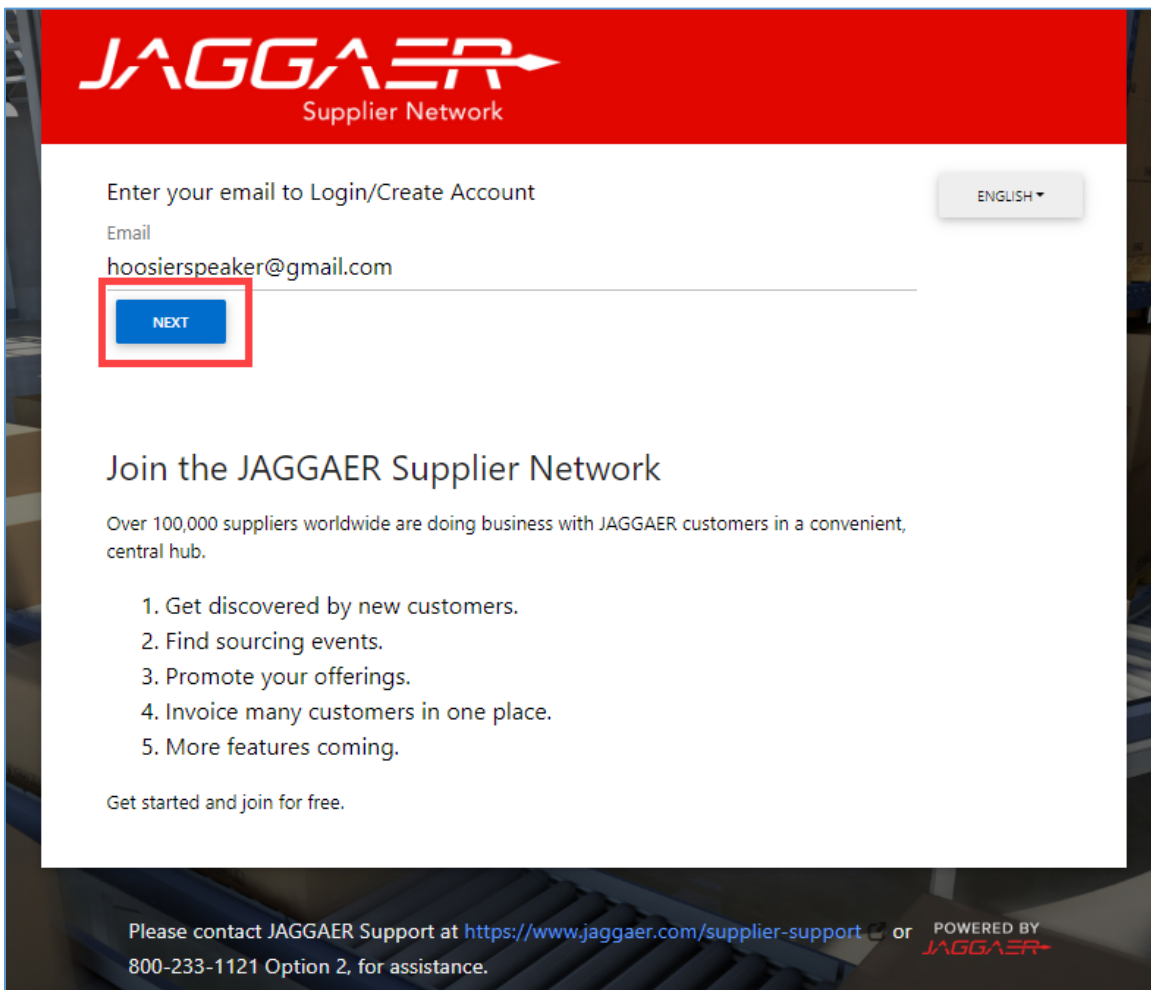 JAGGAER
Supplier Network
Enter your email to Login/Create Account
ENGLISH
Email
hoosierspeaker@gmail.com
NEXT
Join the JAGGAER Supplier Network
Over 100,000 suppliers worldwide are doing business with JAGGAER customers in a convenient,
central hub.
1. Get discovered by new customers.
2. Find sourcing events.
3. Promote your offerings.
4. Invoice many customers in one place.
5. More features coming.
Get started and join for free.
Please contact JAGGAER Support at https://www.jaggaer.com/supplier-support or
800-233-1121 Option 2, for assistance.
POWERED BY
JAGGAER